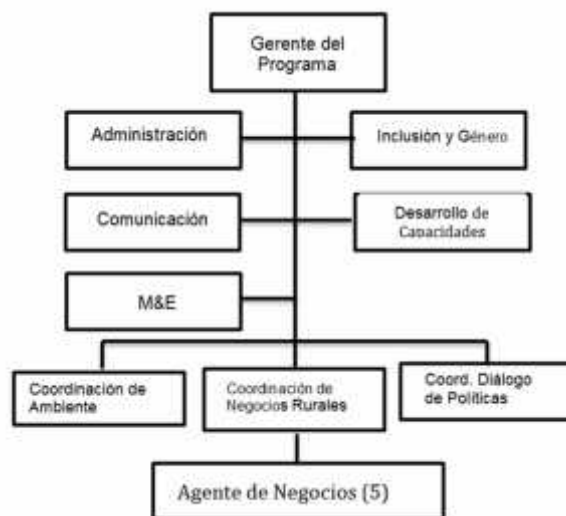 Gerente del
Programa
Administración
Inclusión y Género
Comunicación
Desarrollo de
Capacidades
M&E
Coordinación de
Ambiente
Coordinación de
Negocios Rurales
Coord. Diálogo
de Políticas
Agente de Negocios (5)